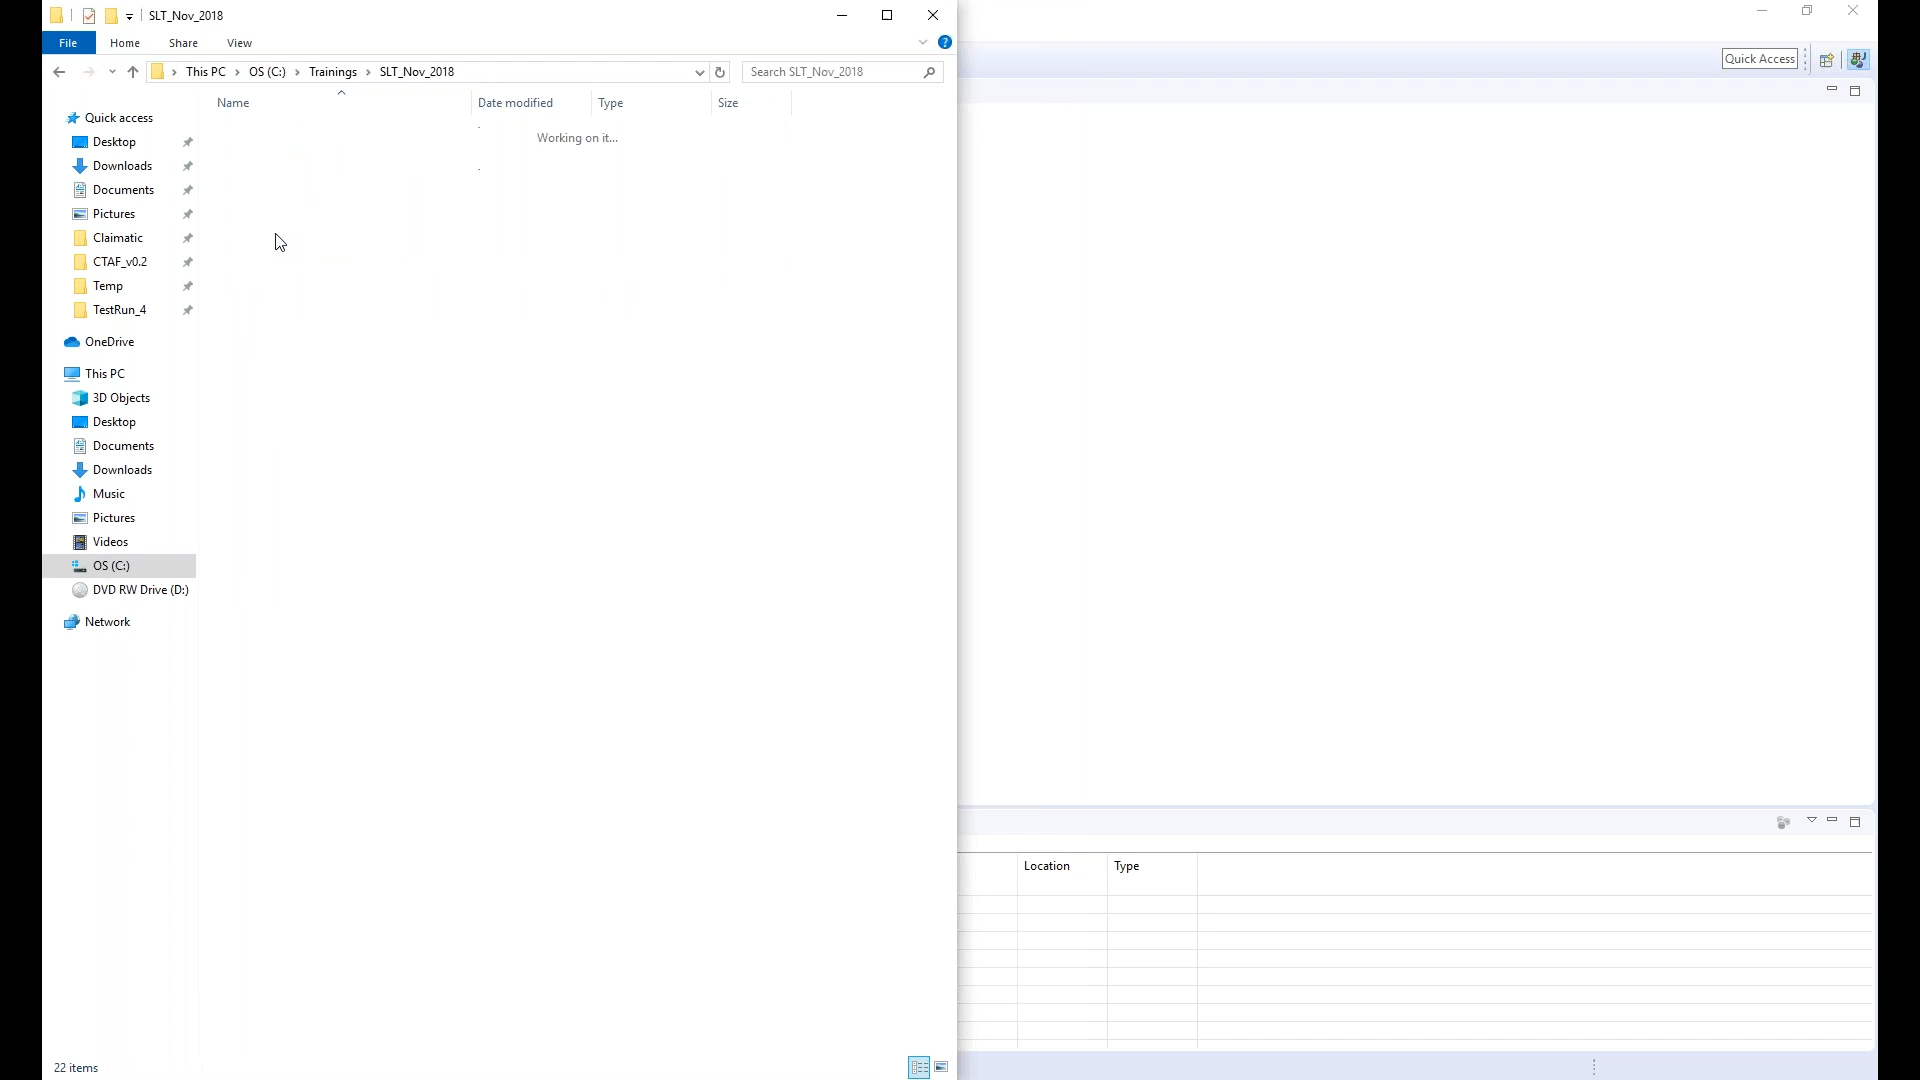 SLT_Nov_2018
File Home Share View
This PC OS (C:) Trainings SLT_Nov_2018
Search SLT_Nov_2018
Quick Access
Name Date modified Type Size
Working on it...
Quick access
Desktop
Downloads
Documents
Pictures
Claimatic
CTAF_v0.2
Temp
TestRun_4
OneDrive
This PC
3D Objects
Desktop
Documents
Downloads
Music
Pictures
Videos
OS (C:)
DVD RW Drive (D:)
Network
Location Type
22 items